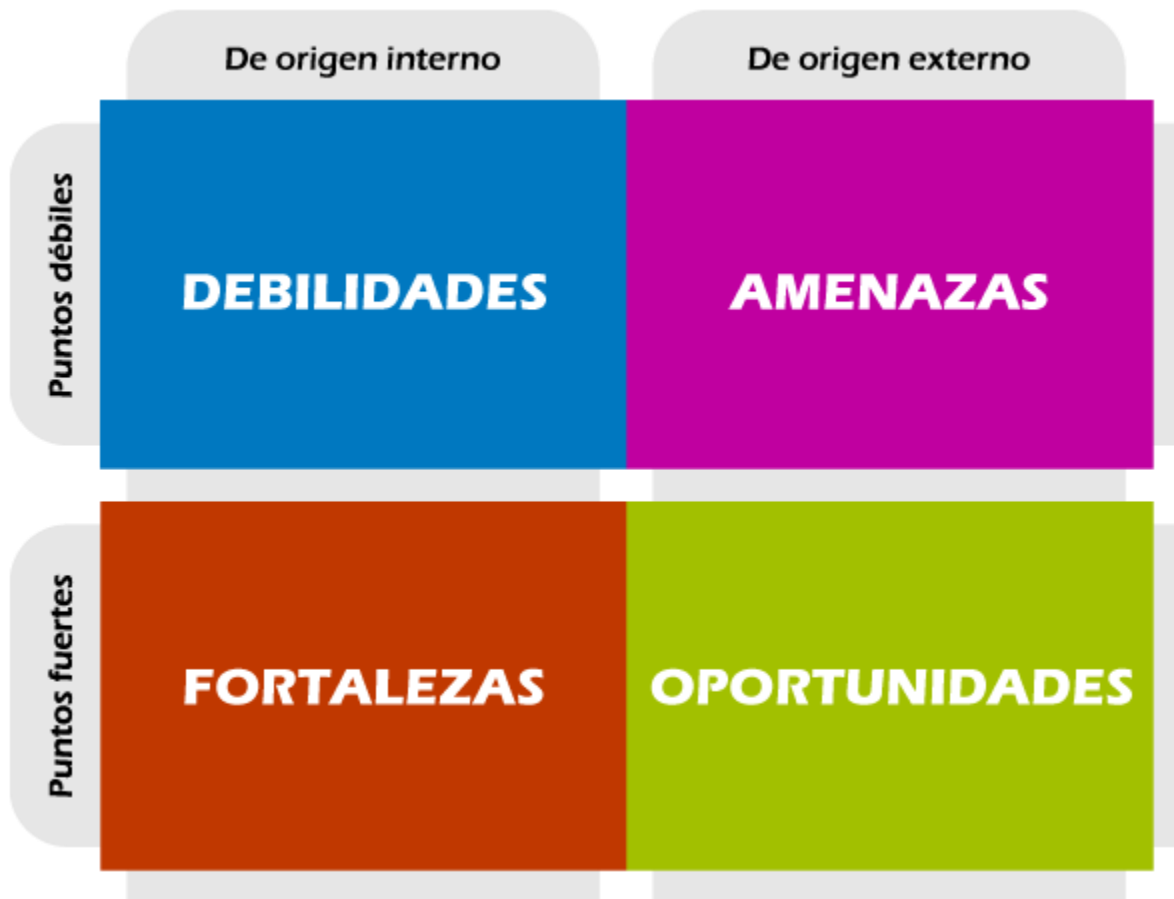 De origen interno
De origen externo
Puntos débiles
DEBILIDADES
AMENAZAS
Puntos fuertes
FORTALEZAS
OPORTUNIDADES